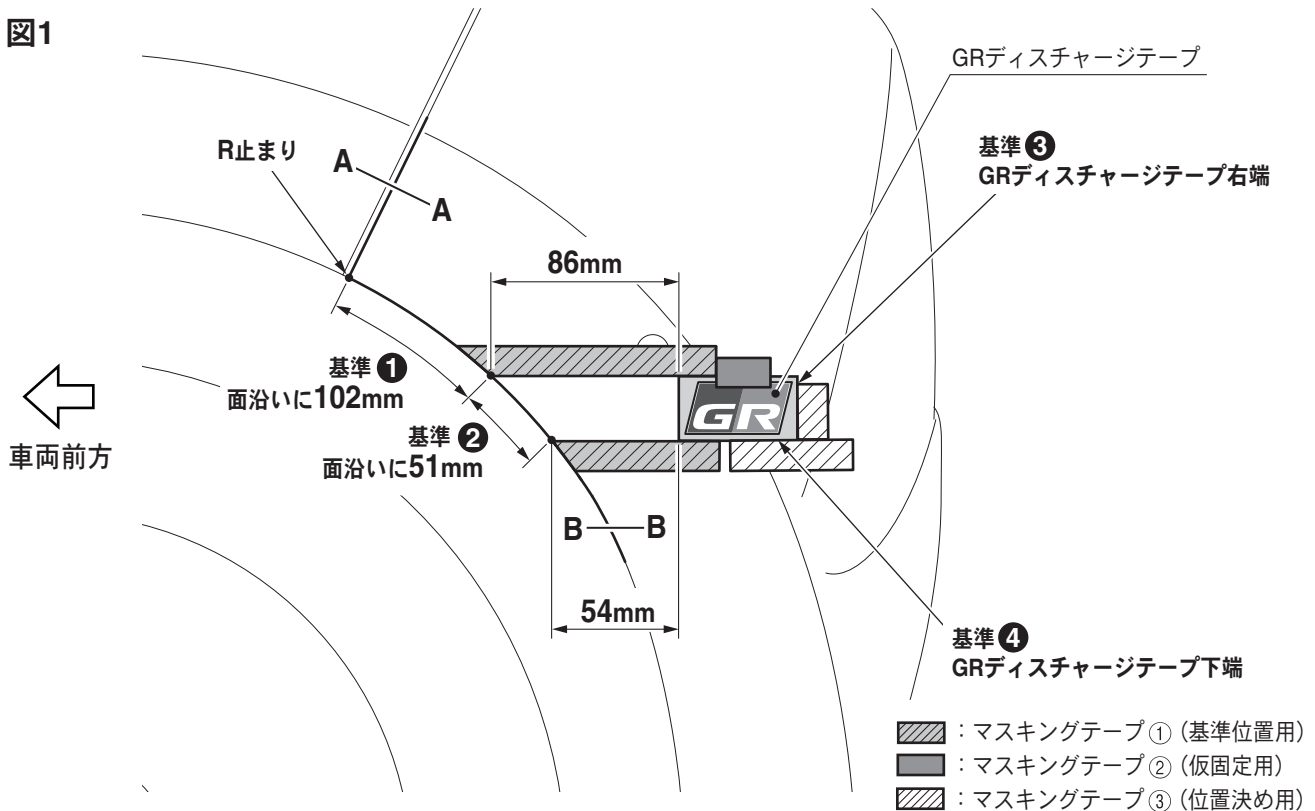 図1
GRディスチャージテープ
基準❸
GRディスチャージテープ右端
R止まり
A
A
86mm
基準❶
面沿いに102mm
基準❷
面沿いに51mm
GR
車両前方
B
B
54mm
基準❹
GRディスチャージテープ下端
：マスキングテープ①（基準位置用）
：マスキングテープ②（仮固定用）
：マスキングテープ③（位置決め用）